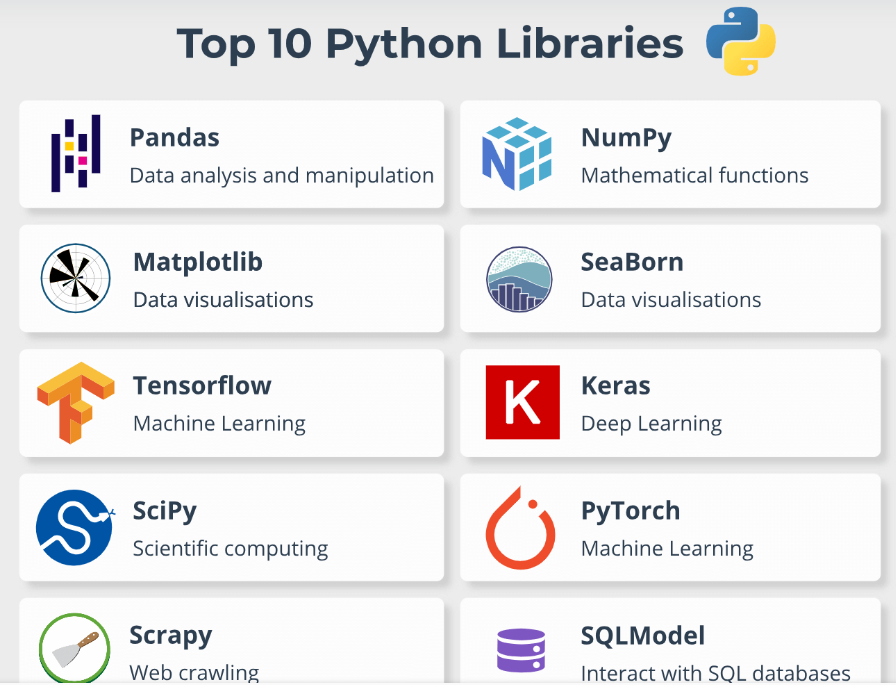 Top 10 Python Libraries
Pandas
Data analysis and manipulation
NumPy
Mathematical functions
Matplotlib
Data visualisations
SeaBorn
Data visualisations
Tensorflow
Machine Learning
K
Keras
Deep Learning
SciPy
Scientific computing
PyTorch
Machine Learning
Scrapy
Web crawling
SQLModel
Interact with SQL databases